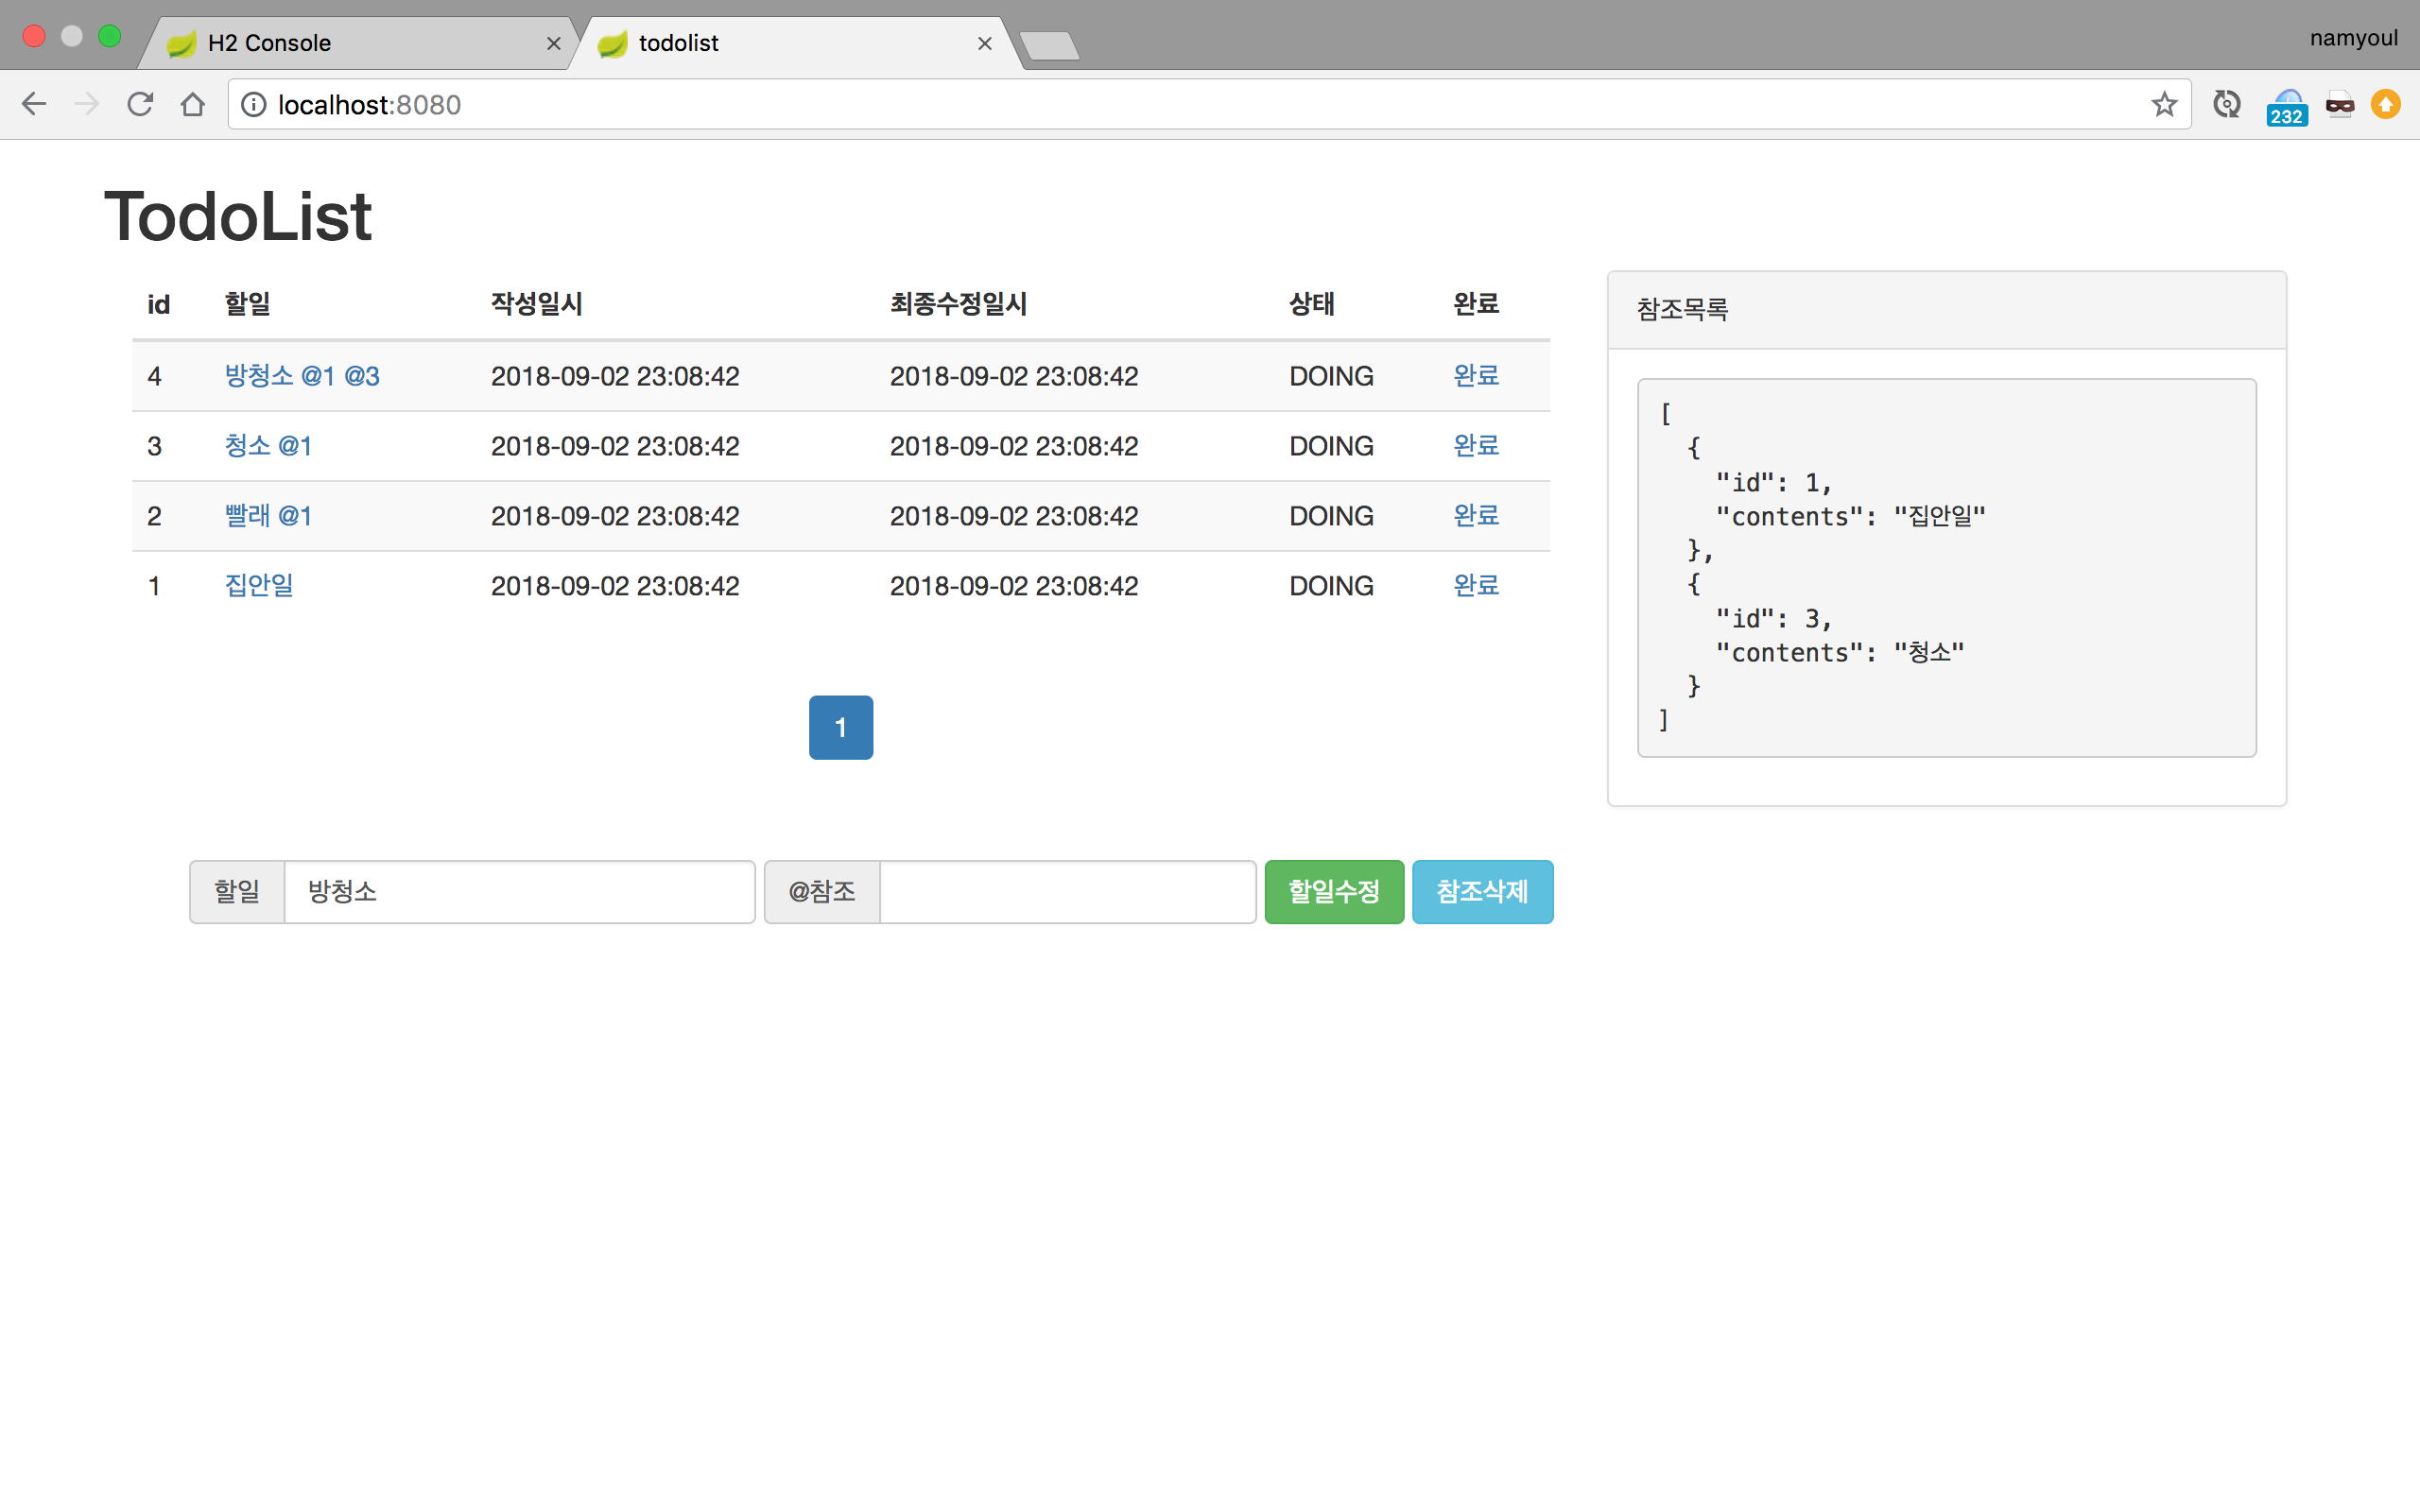 H2 Console
todolist
namyoul
localhost:8080
232
TodoList
id 할일 작성일시 최종수정일시 상태 완료
4 방청소 @1 @3 2018-09-02 23:08:42 2018-09-02 23:08:42 DOING 완료
3 청소 @1 2018-09-02 23:08:42 2018-09-02 23:08:42 DOING 완료
2 빨래 @1 2018-09-02 23:08:42 2018-09-02 23:08:42 DOING 완료
1 집안일 2018-09-02 23:08:42 2018-09-02 23:08:42 DOING 완료
1
참조목록
[
  {
    "id": 1,
    "contents": "집안일"
  },
  {
    "id": 3,
    "contents": "청소"
  }
]
할일 방청소 @참조 할일수정 참조삭제